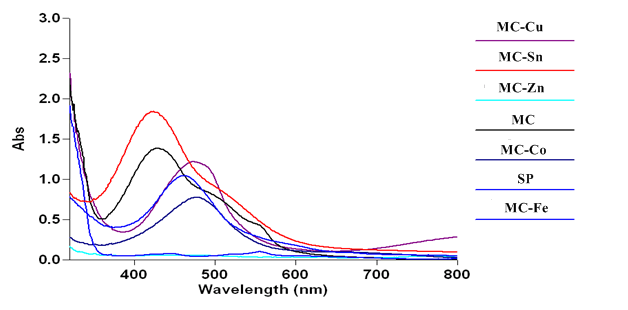 3.0
2.5
2.0
1.5
1.0
0.5
0.0
Abs
400
500
600
700
800
Wavelength (nm)
MC-Cu
MC-Sn
MC-Zn
MC
MC-Co
SP
MC-Fe